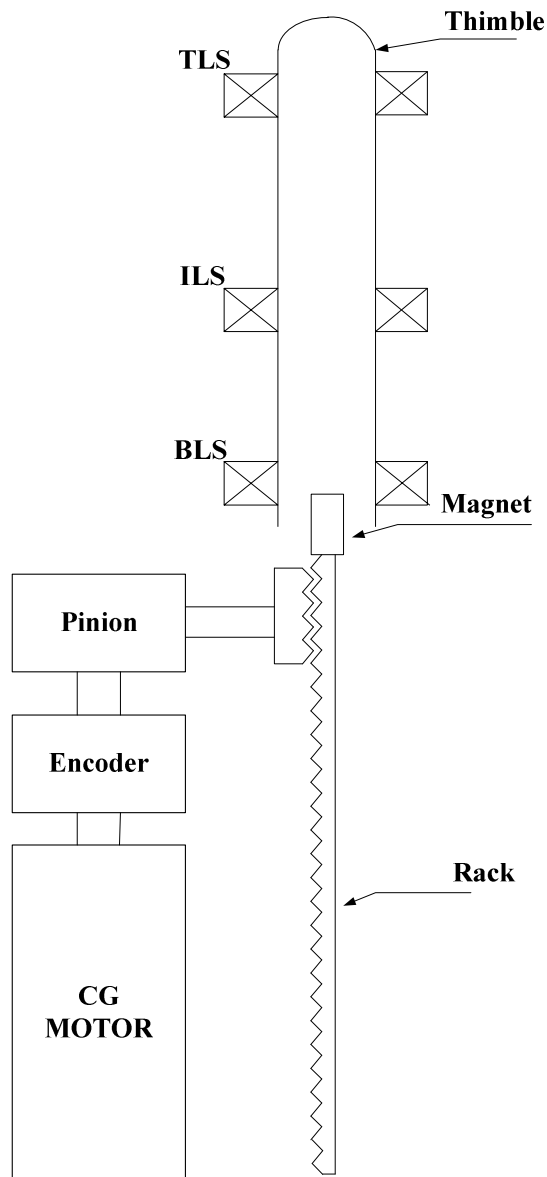 Thimble
TLS
ILS
BLS
Magnet
Pinion
Encoder
Rack
CG
MOTOR